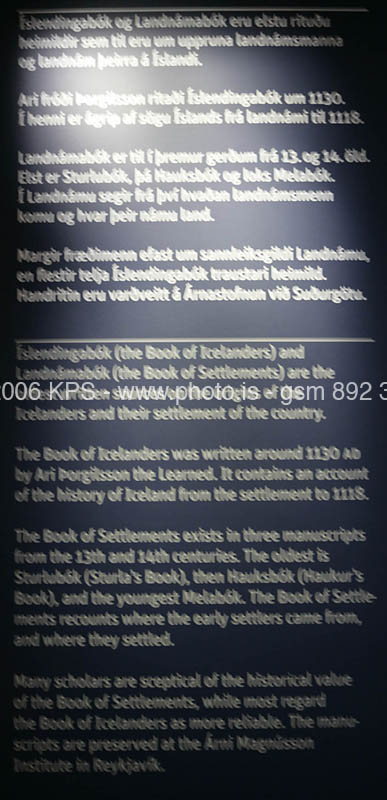 Íslendingabók og Landnámabók eru elstu rituðu
heimildir sem til eru um uppruna landnámsmanna
og landnám þeirra á Íslandi.
Ari fróði Þorgilsson ritaði Íslendingabók um 1130.
Í henni er ágrip af sögu Íslands frá landnámi til 1118.
Landnámabók er til í þremur gerðum frá 13. og 14. öld.
Elst er Sturlubók, þá Hauksbók og loks Melabók.
Í Landnámu segir frá því hvaðan landnámsmenn
komu og hvar þeir námu land.
Margir fræðimenn efast um sannleiksgildi Landnámu,
en flestir telja Íslendingabók traustari heimild.
Handritin eru varðveitt á Árnastofnun við Suðurgötu.
Íslendingabók (the Book of Icelanders) and
Landnámabók (the Book of Settlements) are the
2006 KPS - www.photo.is - gsm 892 3
Icelanders and their settlement of the country.
The Book of Icelanders was written around 1130 AD
by Ari Þorgilsson the Learned. It contains an account
of the history of Iceland from the settlement to 1118.
The Book of Settlements exists in three manuscripts
from the 13th and 14th centuries. The oldest is
Sturlubók (Sturla's Book), then Hauksbók (Haukur's
Book), and the youngest Melabók. The Book of Settle-
ments recounts where the early settlers came from,
and where they settled.
Many scholars are sceptical of the historical value
of the Book of Settlements, while most regard
the Book of Icelanders as more reliable. The manu-
scripts are preserved at the Árni Magnússon
Institute in Reykjavík.